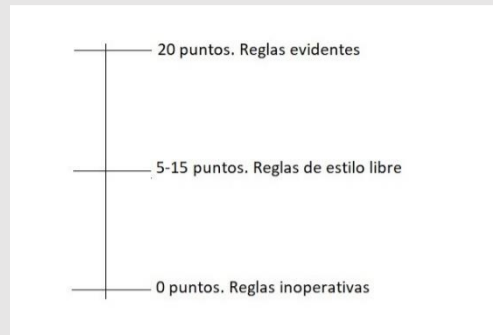 20 puntos. Reglas evidentes
5-15 puntos. Reglas de estilo libre
0 puntos. Reglas inoperativas